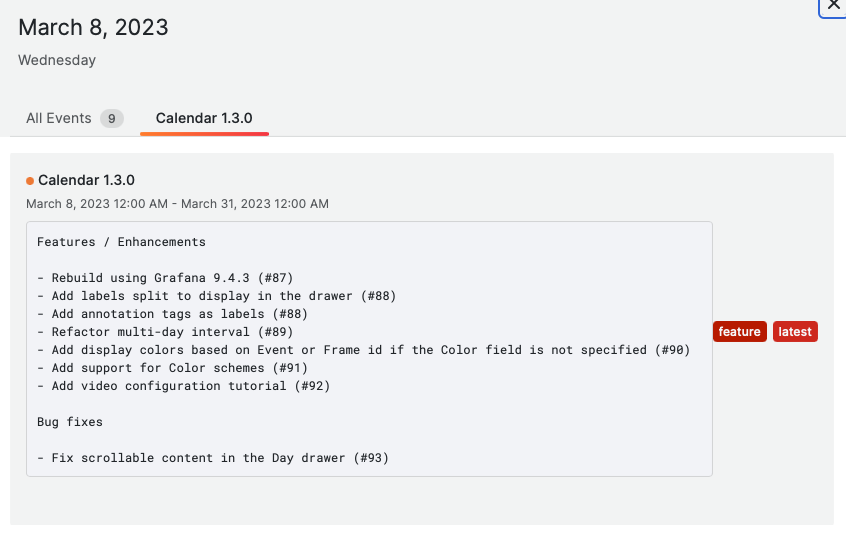 March 8, 2023
Wednesday
All Events 9 Calendar 1.3.0
Calendar 1.3.0
March 8, 2023 12:00 AM - March 31, 2023 12:00 AM
Features / Enhancements
- Rebuild using Grafana 9.4.3 (#87)
- Add labels split to display in the drawer (#88)
- Add annotation tags as labels (#88)
- Refactor multi-day interval (#89)
- Add display colors based on Event or Frame id if the Color field is not specified (#90)
- Add support for Color schemes (#91)
- Add video configuration tutorial (#92)
Bug fixes
- Fix scrollable content in the Day drawer (#93)
feature latest